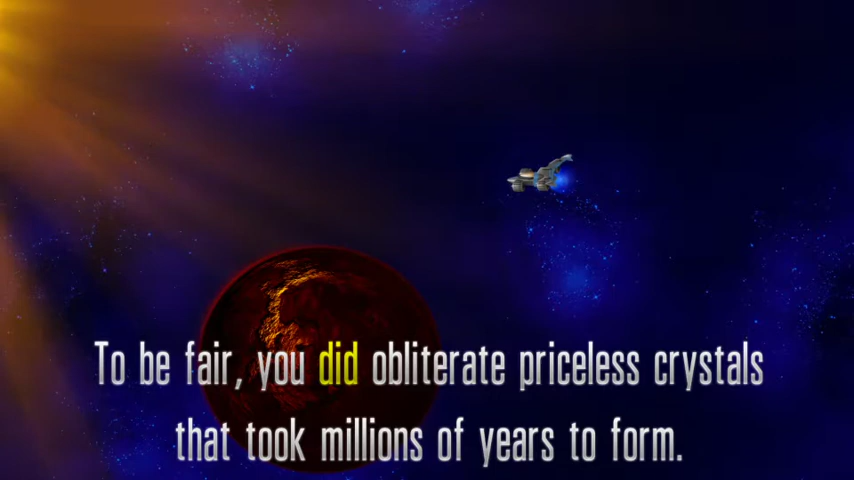 To be fair, you did obliterate priceless crystals
that took millions of years to form.